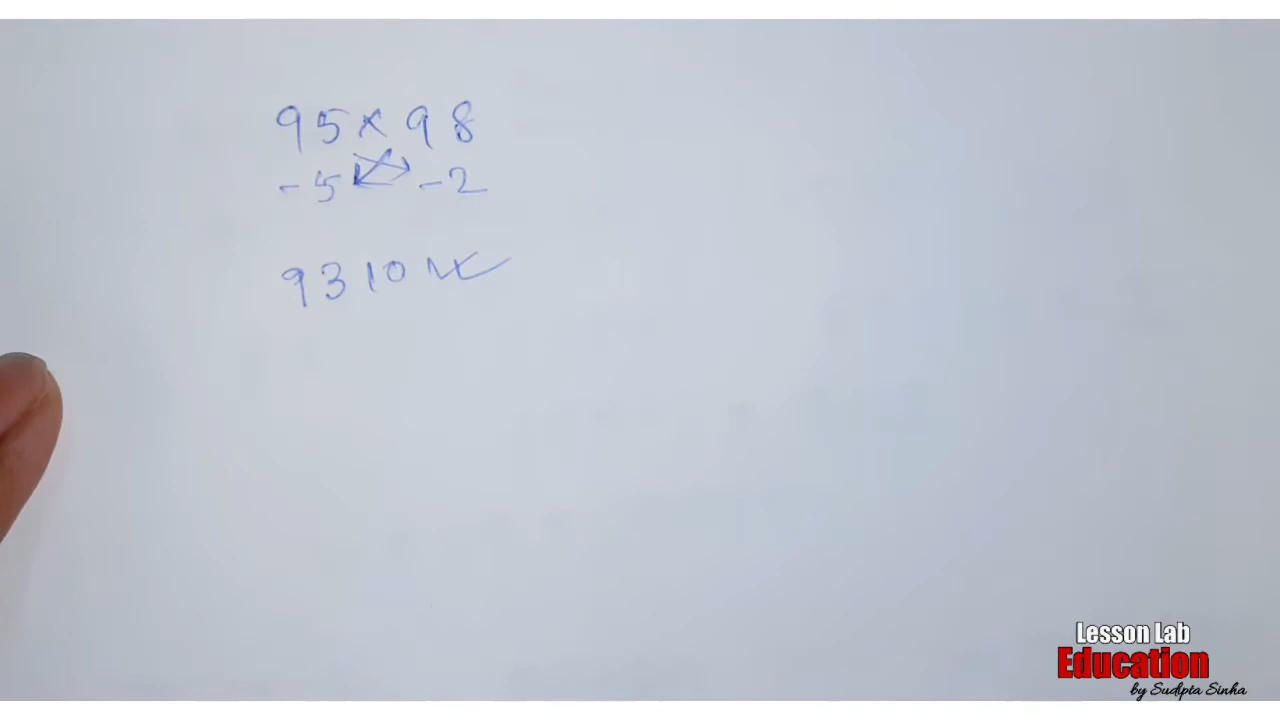 95 × 98
-5 -2
9310
Lesson Lab
Education
by Sudipta Sinha